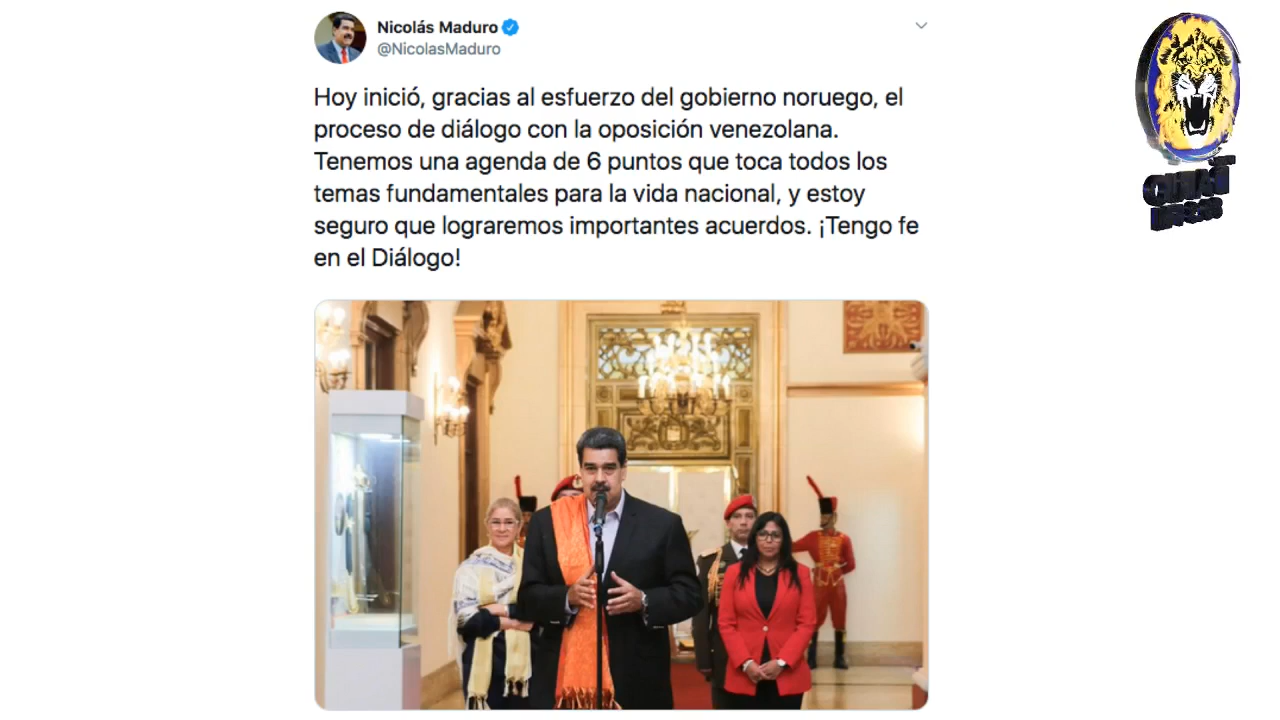 Nicolás Maduro
@NicolasMaduro
Hoy inició, gracias al esfuerzo del gobierno noruego, el
proceso de diálogo con la oposición venezolana.
Tenemos una agenda de 6 puntos que toca todos los
temas fundamentales para la vida nacional, y estoy
seguro que lograremos importantes acuerdos. ¡Tengo fe
en el Diálogo!